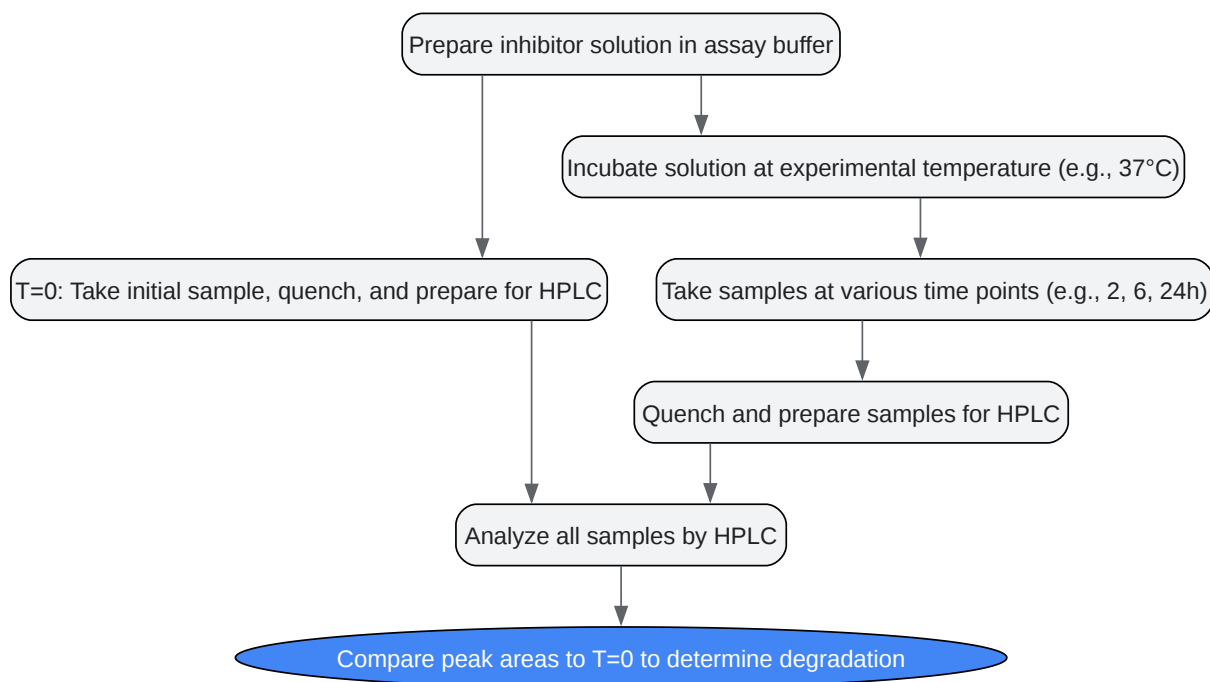 Prepare inhibitor solution in assay buffer
Incubate solution at experimental temperature (e.g., 37°C)
T=0: Take initial sample, quench, and prepare for HPLC
Take samples at various time points (e.g., 2, 6, 24h)
Quench and prepare samples for HPLC
Analyze all samples by HPLC
Compare peak areas to T=0 to determine degradation